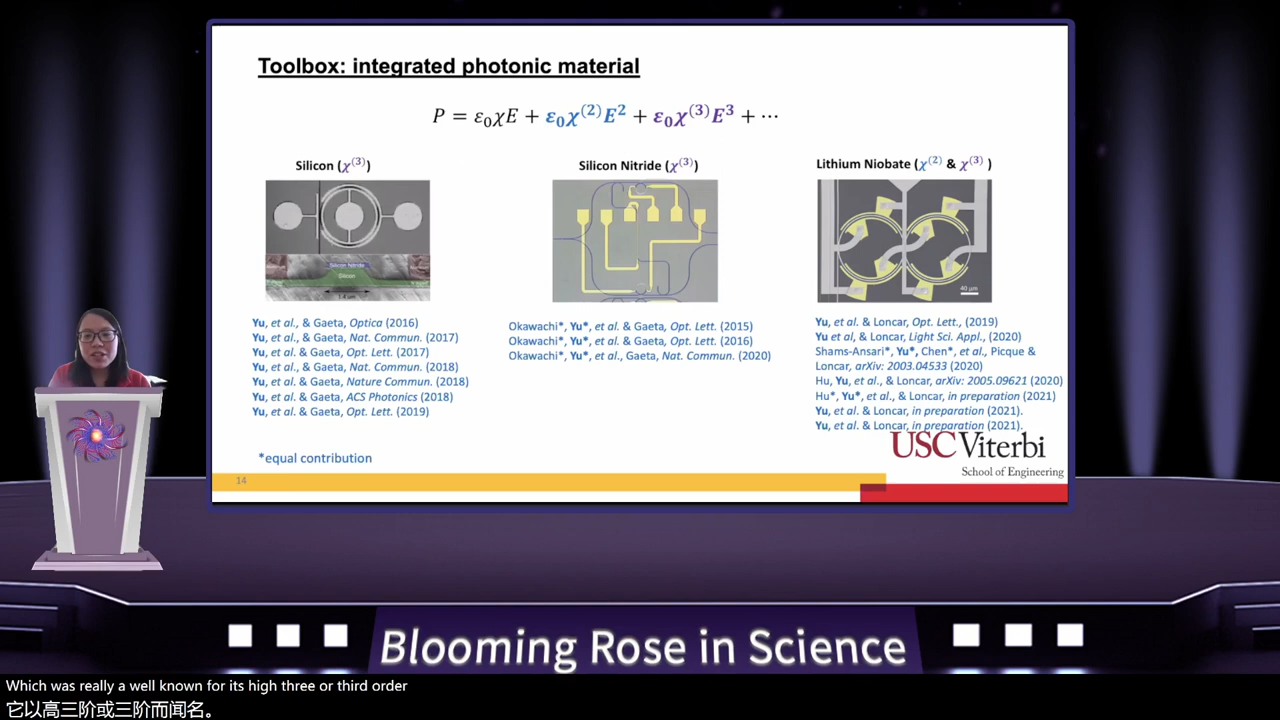 Toolbox: integrated photonic material
P = ε₀χE + ε₀χ⁽²⁾E² + ε₀χ⁽³⁾E³ + ⋯
Silicon (χ⁽³⁾)
Silicon Nitride
Silicon
Yu, et al., & Gaeta, Optica (2016)
Yu, et al., & Gaeta, Nat. Commun. (2017)
Yu, et al. & Gaeta, Opt. Lett. (2017)
Yu, et al., & Gaeta, Nat. Commun. (2018)
Yu, et al. & Gaeta, Nature Commun. (2018)
Yu, et al. & Gaeta, ACS Photonics (2018)
Yu, et al. & Gaeta, Opt. Lett. (2019)
Silicon Nitride (χ⁽³⁾)
Okawachi*, Yu*, et al. & Gaeta, Opt. Lett. (2015)
Okawachi*, Yu*, et al. & Gaeta, Opt. Lett. (2016)
Okawachi*, Yu*, et al., Gaeta, Nat. Commun. (2020)
Lithium Niobate (χ⁽²⁾ & χ⁽³⁾ )
40 μm
Yu, et al. & Loncar, Opt. Lett., (2019)
Yu et al, & Loncar, Light Sci. Appl., (2020)
Shams-Ansari*, Yu*, Chen*, et al., Picque &
Loncar, arXiv: 2003.04533 (2020)
Hu, Yu, et al., & Loncar, arXiv: 2005.09621 (2020)
Hu*, Yu*, et al., & Loncar, in preparation (2021)
Yu, et al. & Loncar, in preparation (2021).
Yu, et al. & Loncar, in preparation (2021).
*equal contribution
14
USC Viterbi
School of Engineering
Blooming Rose in Science
Which was really a well known for its high three or third order
它以高三阶或三阶而闻名。